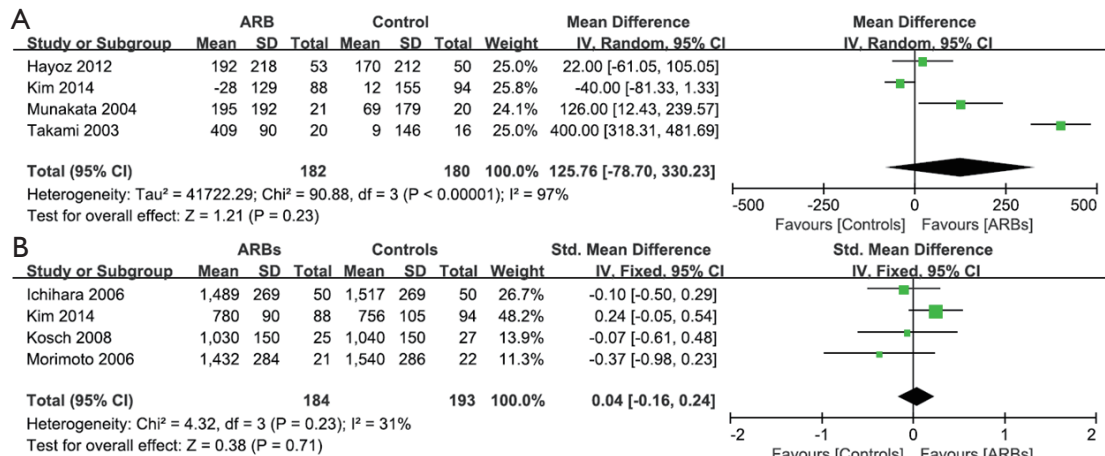 A
ARB Control Mean Difference Mean Difference
Study or Subgroup Mean SD Total Mean SD Total Weight IV, Random, 95% CI IV, Random, 95% CI
Hayoz 2012 192 218 53 170 212 50 25.0% 22.00 [-61.05, 105.05]
Kim 2014 -28 129 88 12 155 94 25.8% -40.00 [-81.33, 1.33]
Munakata 2004 195 192 21 69 179 20 24.1% 126.00 [12.43, 239.57]
Takami 2003 409 90 20 9 146 16 25.0% 400.00 [318.31, 481.69]
Total (95% CI) 182 180 100.0% 125.76 [-78.70, 330.23]
Heterogeneity: Tau² = 41722.29; Chi² = 90.88, df = 3 (P < 0.00001); I² = 97%
Test for overall effect: Z = 1.21 (P = 0.23)
-500 -250 0 250 500
Favours [Controls] Favours [ARBs]
B
ARBs Controls Std. Mean Difference Std. Mean Difference
Study or Subgroup Mean SD Total Mean SD Total Weight IV, Fixed, 95% CI IV, Fixed, 95% CI
Ichihara 2006 1,489 269 50 1,517 269 50 26.7% -0.10 [-0.50, 0.29]
Kim 2014 780 90 88 756 105 94 48.2% 0.24 [-0.05, 0.54]
Kosch 2008 1,030 150 25 1,040 150 27 13.9% -0.07 [-0.61, 0.48]
Morimoto 2006 1,432 284 21 1,540 286 22 11.3% -0.37 [-0.98, 0.23]
Total (95% CI) 184 193 100.0% 0.04 [-0.16, 0.24]
Heterogeneity: Chi² = 4.32, df = 3 (P = 0.23); I² = 31%
Test for overall effect: Z = 0.38 (P = 0.71)
-2 -1 0 1 2
Favours [Controls] Favours [ARBs]